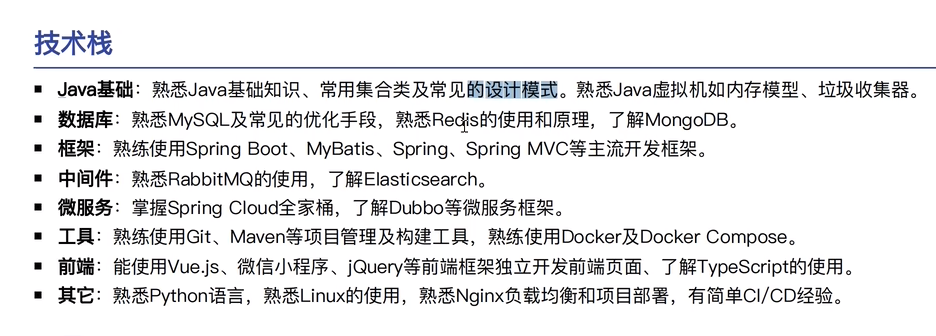 技术栈
Java基础：熟悉Java基础知识、常用集合类及常见的设计模式。熟悉Java虚拟机如内存模型、垃圾收集器。
数据库：熟悉MySQL及常见的优化手段，熟悉Redis的使用和原理，了解MongoDB。
框架：熟练使用Spring Boot、MyBatis、Spring、Spring MVC等主流开发框架。
中间件：熟悉RabbitMQ的使用，了解Elasticsearch。
微服务：掌握Spring Cloud全家桶，了解Dubbo等微服务框架。
工具：熟练使用Git、Maven等项目管理及构建工具，熟练使用Docker及Docker Compose。
前端：能使用Vue.js、微信小程序、jQuery等前端框架独立开发前端页面、了解TypeScript的使用。
其它：熟悉Python语言，熟悉Linux的使用，熟悉Nginx负载均衡和项目部署，有简单CI/CD经验。